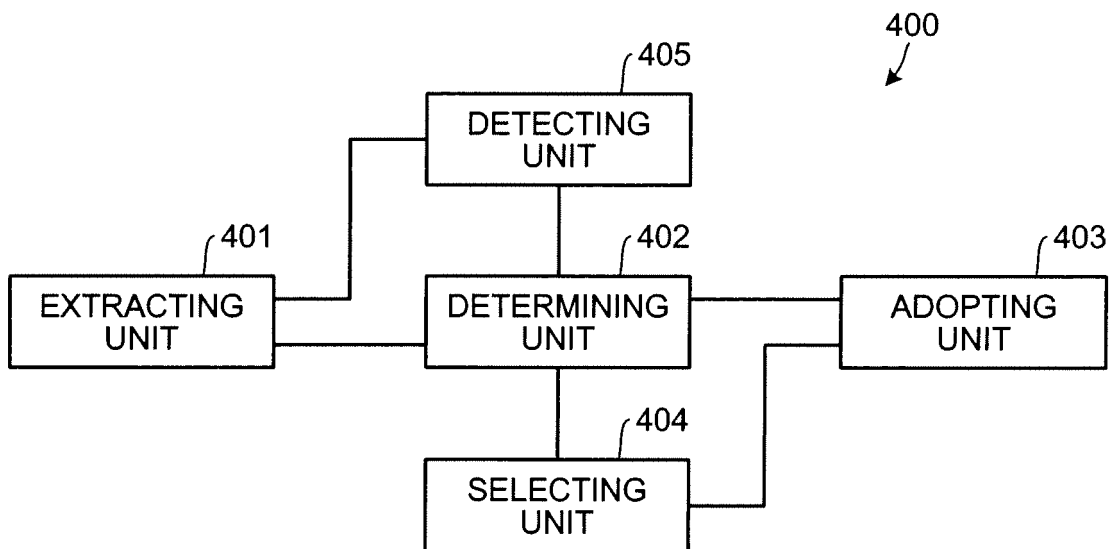 400
405
DETECTING
UNIT
401
EXTRACTING
UNIT
402
DETERMINING
UNIT
403
ADOPTING
UNIT
404
SELECTING
UNIT